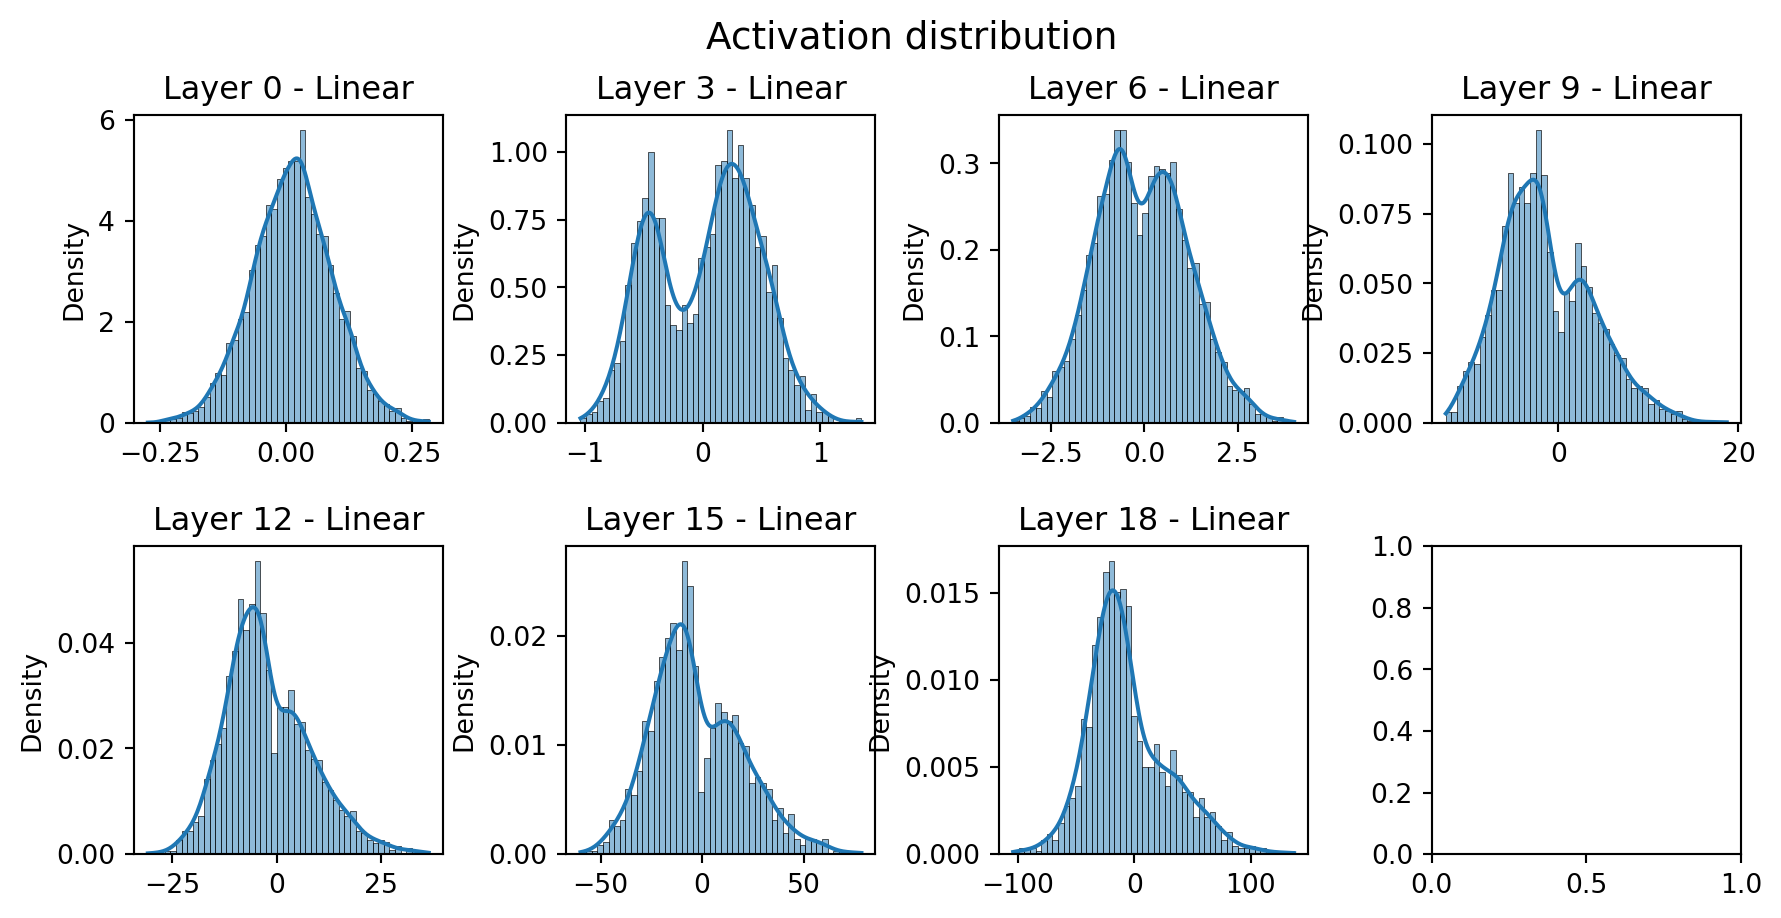 Activation distribution
Layer 0 - Linear
Layer 3 - Linear
Layer 6 - Linear
Layer 9 - Linear
6
4
2
0
Density
−0.25 0.00 0.25
1.00
0.75
0.50
0.25
0.00
Density
−1 0 1
0.3
0.2
0.1
0.0
Density
−2.5 0.0 2.5
0.100
0.075
0.050
0.025
0.000
Density
0 20
Layer 12 - Linear
Layer 15 - Linear
Layer 18 - Linear
0.04
0.02
0.00
Density
−25 0 25
0.02
0.01
0.00
Density
−50 0 50
0.015
0.010
0.005
0.000
Density
−100 0 100
1.0
0.8
0.6
0.4
0.2
0.0
0.0 0.5 1.0